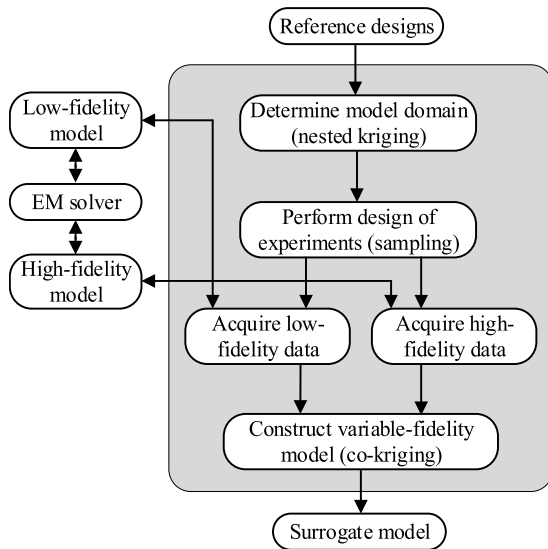 Reference designs
Determine model domain
(nested kriging)
Low-fidelity
model
EM solver
High-fidelity
model
Perform design of
experiments (sampling)
Acquire low-
fidelity data
Acquire high-
fidelity data
Construct variable-fidelity
model (co-kriging)
Surrogate model